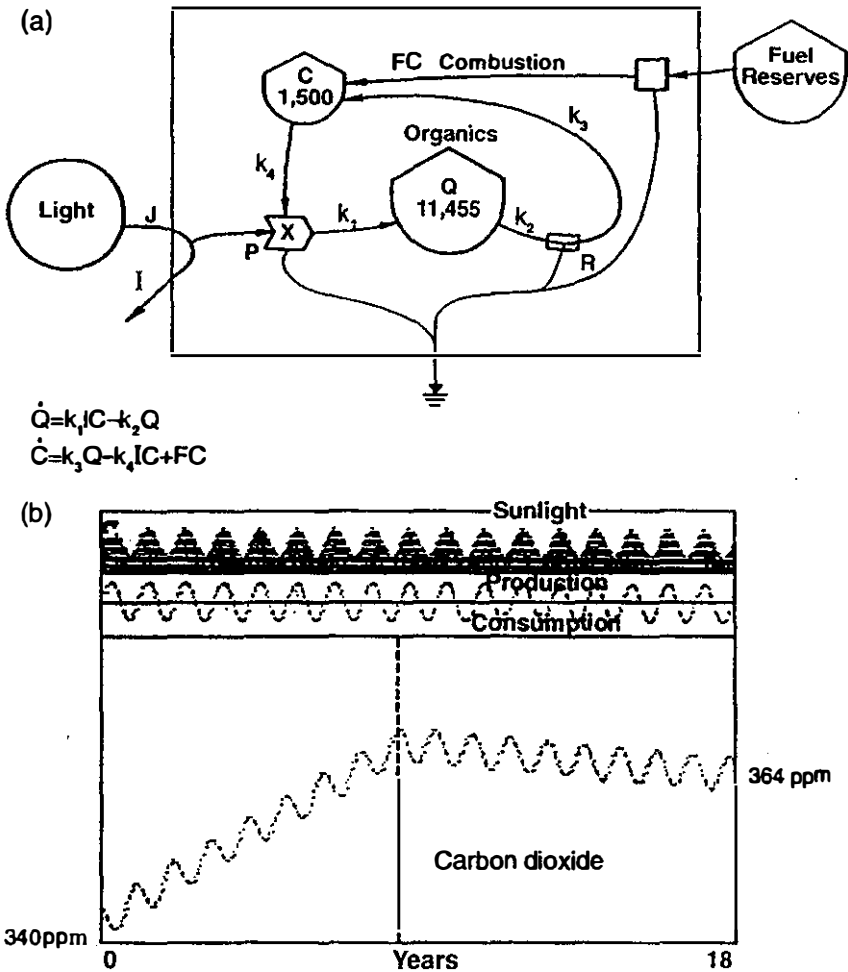 (a)
FC Combustion
C
1,500
Fuel
Reserves
k₃
Organics
k₄
Q
11,455
Light
J
k₁
k₂
X
P
R
I
Q̇=k₁IC–k₂Q
Ċ=k₃Q–k₄IC+FC
(b)
Sunlight
Production
Consumption
364 ppm
Carbon dioxide
340ppm
0
Years
18